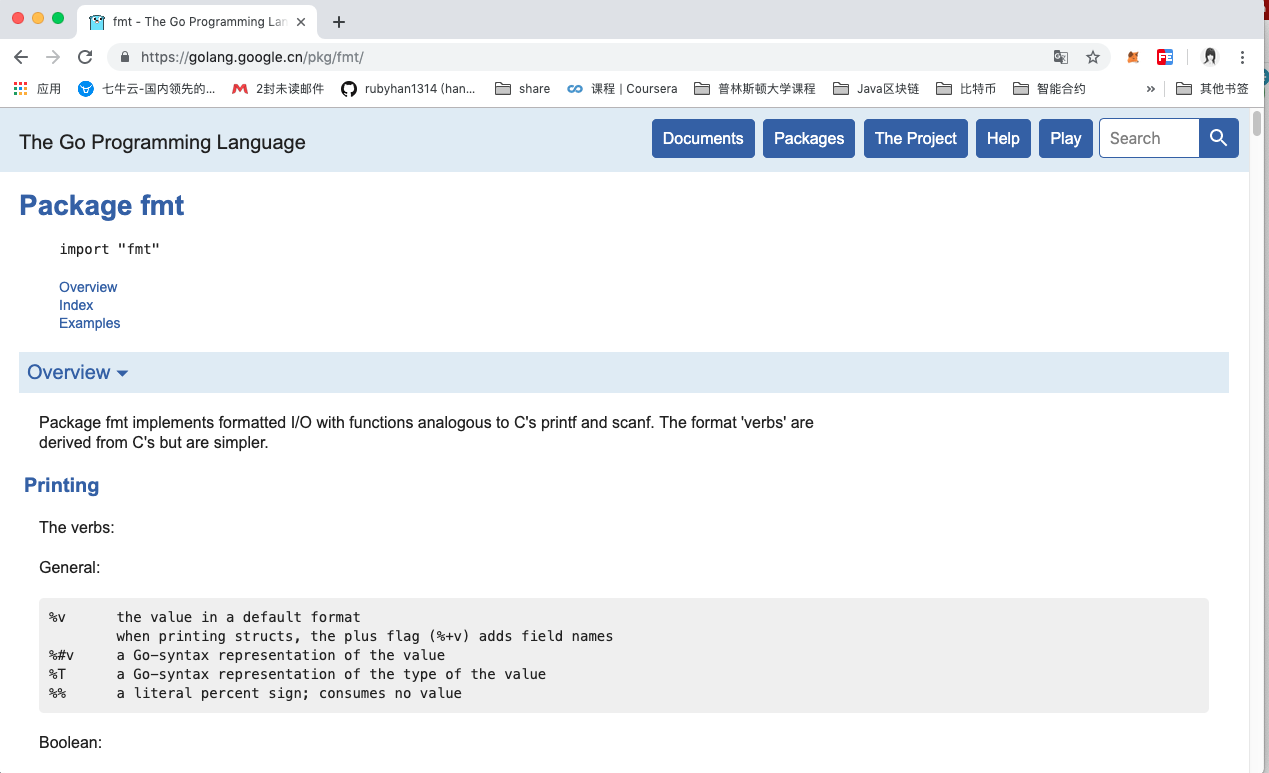 fmt - The Go Programming Lan
https://golang.google.cn/pkg/fmt/
应用 七牛云-国内领先的... 2封未读邮件 rubyhan1314 (han... share 课程 | Coursera 普林斯顿大学课程 Java区块链 比特币 智能合约 » 其他书签
The Go Programming Language Documents Packages The Project Help Play Search
Package fmt
import "fmt"
Overview
Index
Examples
Overview
Package fmt implements formatted I/O with functions analogous to C's printf and scanf. The format 'verbs' are
derived from C's but are simpler.
Printing
The verbs:
General:
%v the value in a default format
when printing structs, the plus flag (%+v) adds field names
%#v a Go-syntax representation of the value
%T a Go-syntax representation of the type of the value
%% a literal percent sign; consumes no value
Boolean: